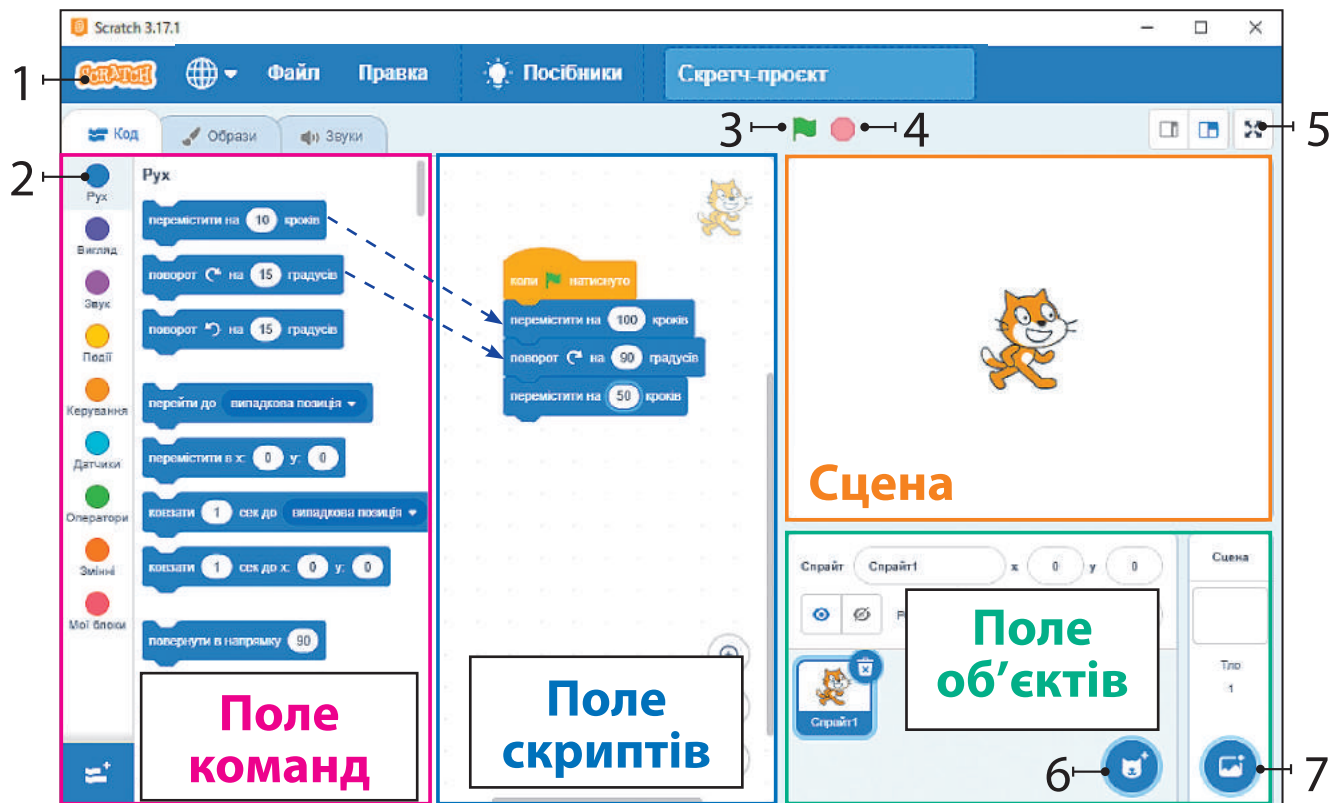 Scratch 3.17.1
1
SCRATCH
Файл
Правка
Посібники
Скретч-проєкт
Код
Образи
Звуки
3
4
5
2
Рух
Вигляд
Звук
Події
Керування
Датчики
Оператори
Змінні
Мої блоки
Рух
перемістити на 10 кроків
поворот на 15 градусів
поворот на 15 градусів
перейти до випадкова позиція
перемістити в x: 0 y: 0
ковзати 1 сек до випадкова позиція
ковзати 1 сек до x: 0 y: 0
повернути в напрямку 90
Поле
команд
коли натиснуто
перемістити на 100 кроків
поворот на 90 градусів
перемістити на 50 кроків
Поле
скриптів
Сцена
Спрайт Спрайт1 x 0 y 0
Поле
об’єктів
Спрайт1
6
Сцена
Тло
1
7